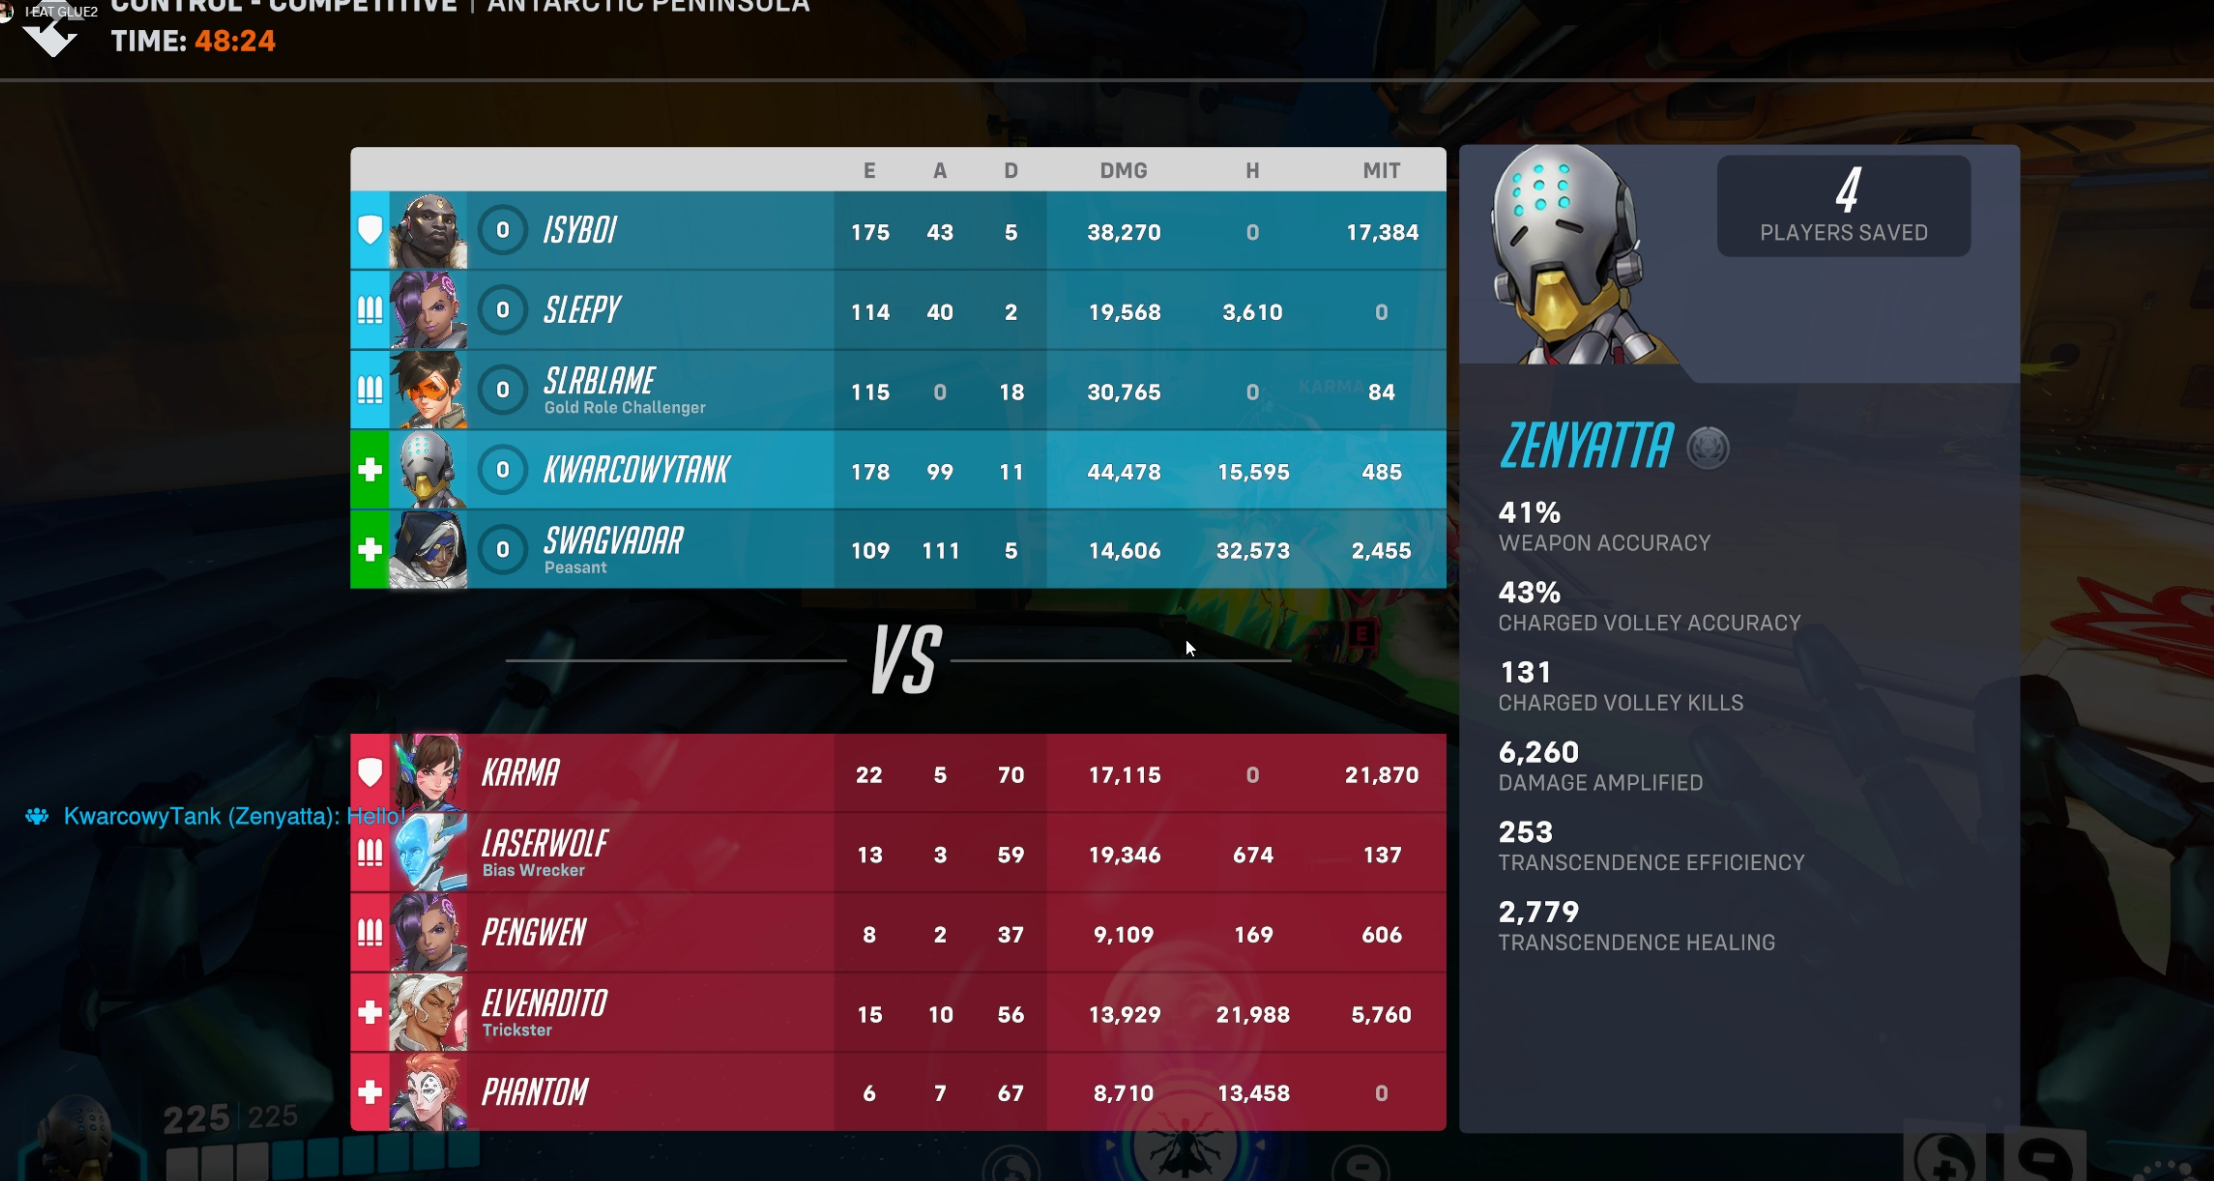 I EAT GLUE2
CONTROL - COMPETITIVE | ANTARCTIC PENINSULA
TIME: 48:24
E A D DMG H MIT
0 ISYBOI 175 43 5 38,270 0 17,384
0 SLEEPY 114 40 2 19,568 3,610 0
0 SLRBLAME 115 0 18 30,765 0 84
Gold Role Challenger
KARMA
0 KWARCOWYTANK 178 99 11 44,478 15,595 485
0 SWAGVADAR 109 111 5 14,606 32,573 2,455
Peasant
VS
E
KARMA 22 5 70 17,115 0 21,870
KwarcowyTank (Zenyatta): Hello!
LASERWOLF 13 3 59 19,346 674 137
Bias Wrecker
PENGWEN 8 2 37 9,109 169 606
ELVENADITO 15 10 56 13,929 21,988 5,760
Trickster
PHANTOM 6 7 67 8,710 13,458 0
225 | 225
4
PLAYERS SAVED
ZENYATTA
41%
WEAPON ACCURACY
43%
CHARGED VOLLEY ACCURACY
131
CHARGED VOLLEY KILLS
6,260
DAMAGE AMPLIFIED
253
TRANSCENDENCE EFFICIENCY
2,779
TRANSCENDENCE HEALING